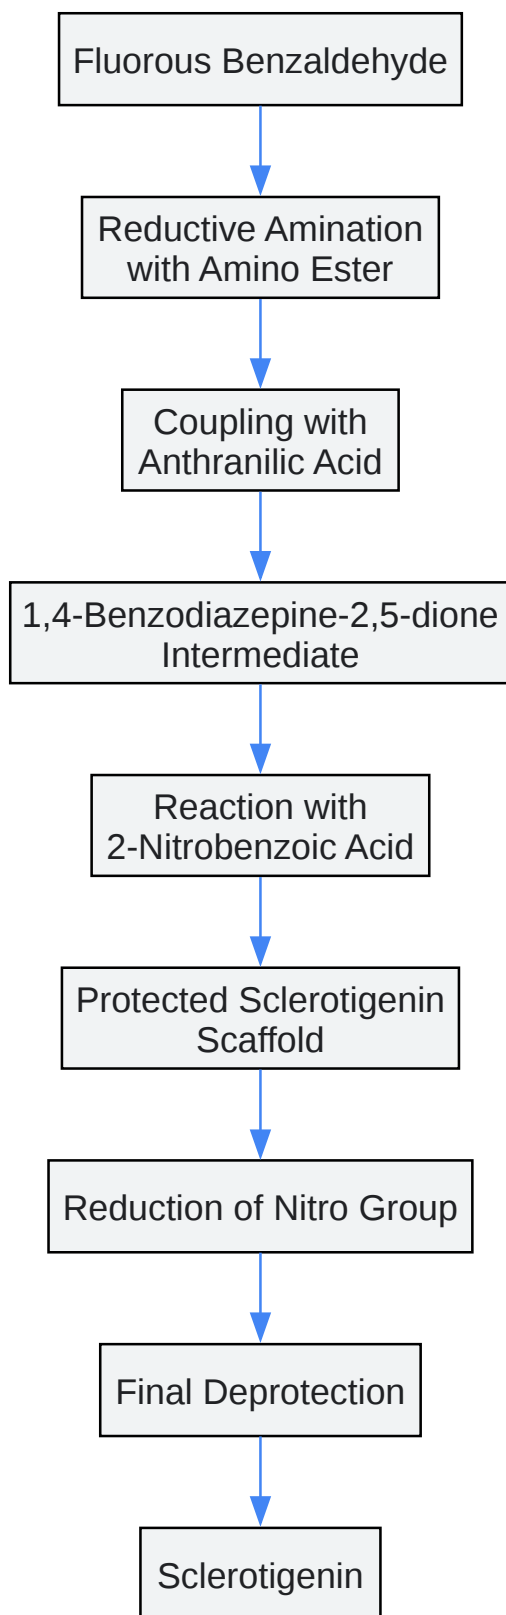 Fluorous Benzaldehyde
Reductive Amination
with Amino Ester
Coupling with
Anthranilic Acid
1,4-Benzodiazepine-2,5-dione
Intermediate
Reaction with
2-Nitrobenzoic Acid
Protected Sclerotigenin
Scaffold
Reduction of Nitro Group
Final Deprotection
Sclerotigenin